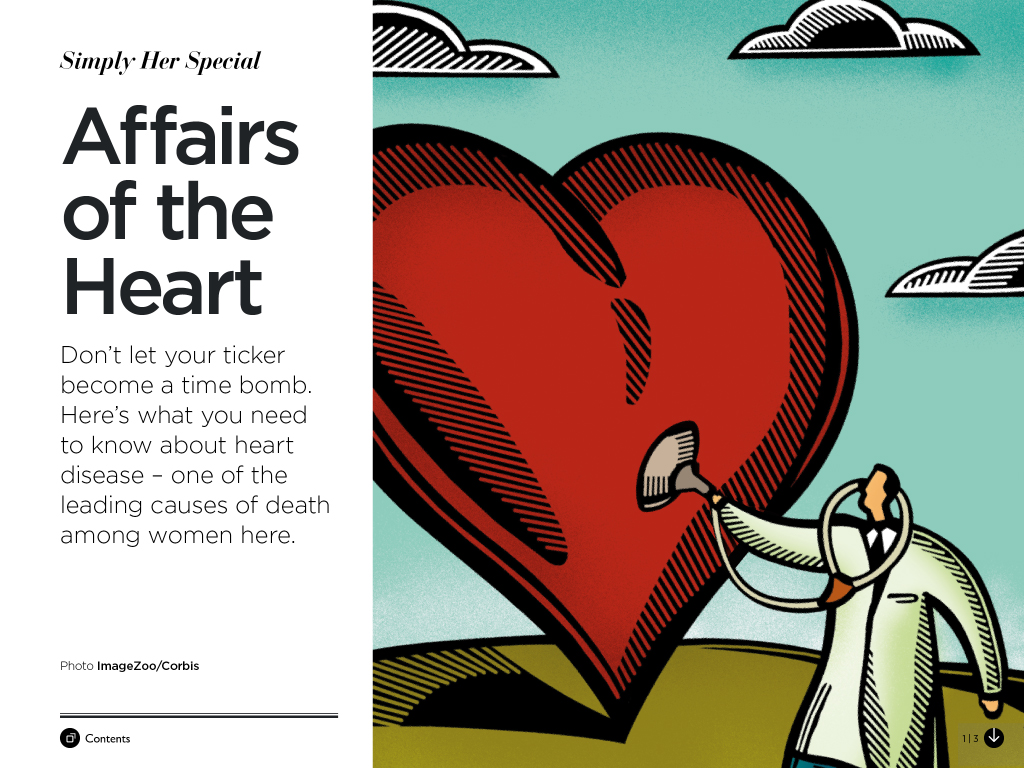 Simply Her Special
Affairs
of the
Heart
Don’t let your ticker
become a time bomb.
Here’s what you need
to know about heart
disease – one of the
leading causes of death
among women here.
Photo ImageZoo/Corbis
Contents
1|3